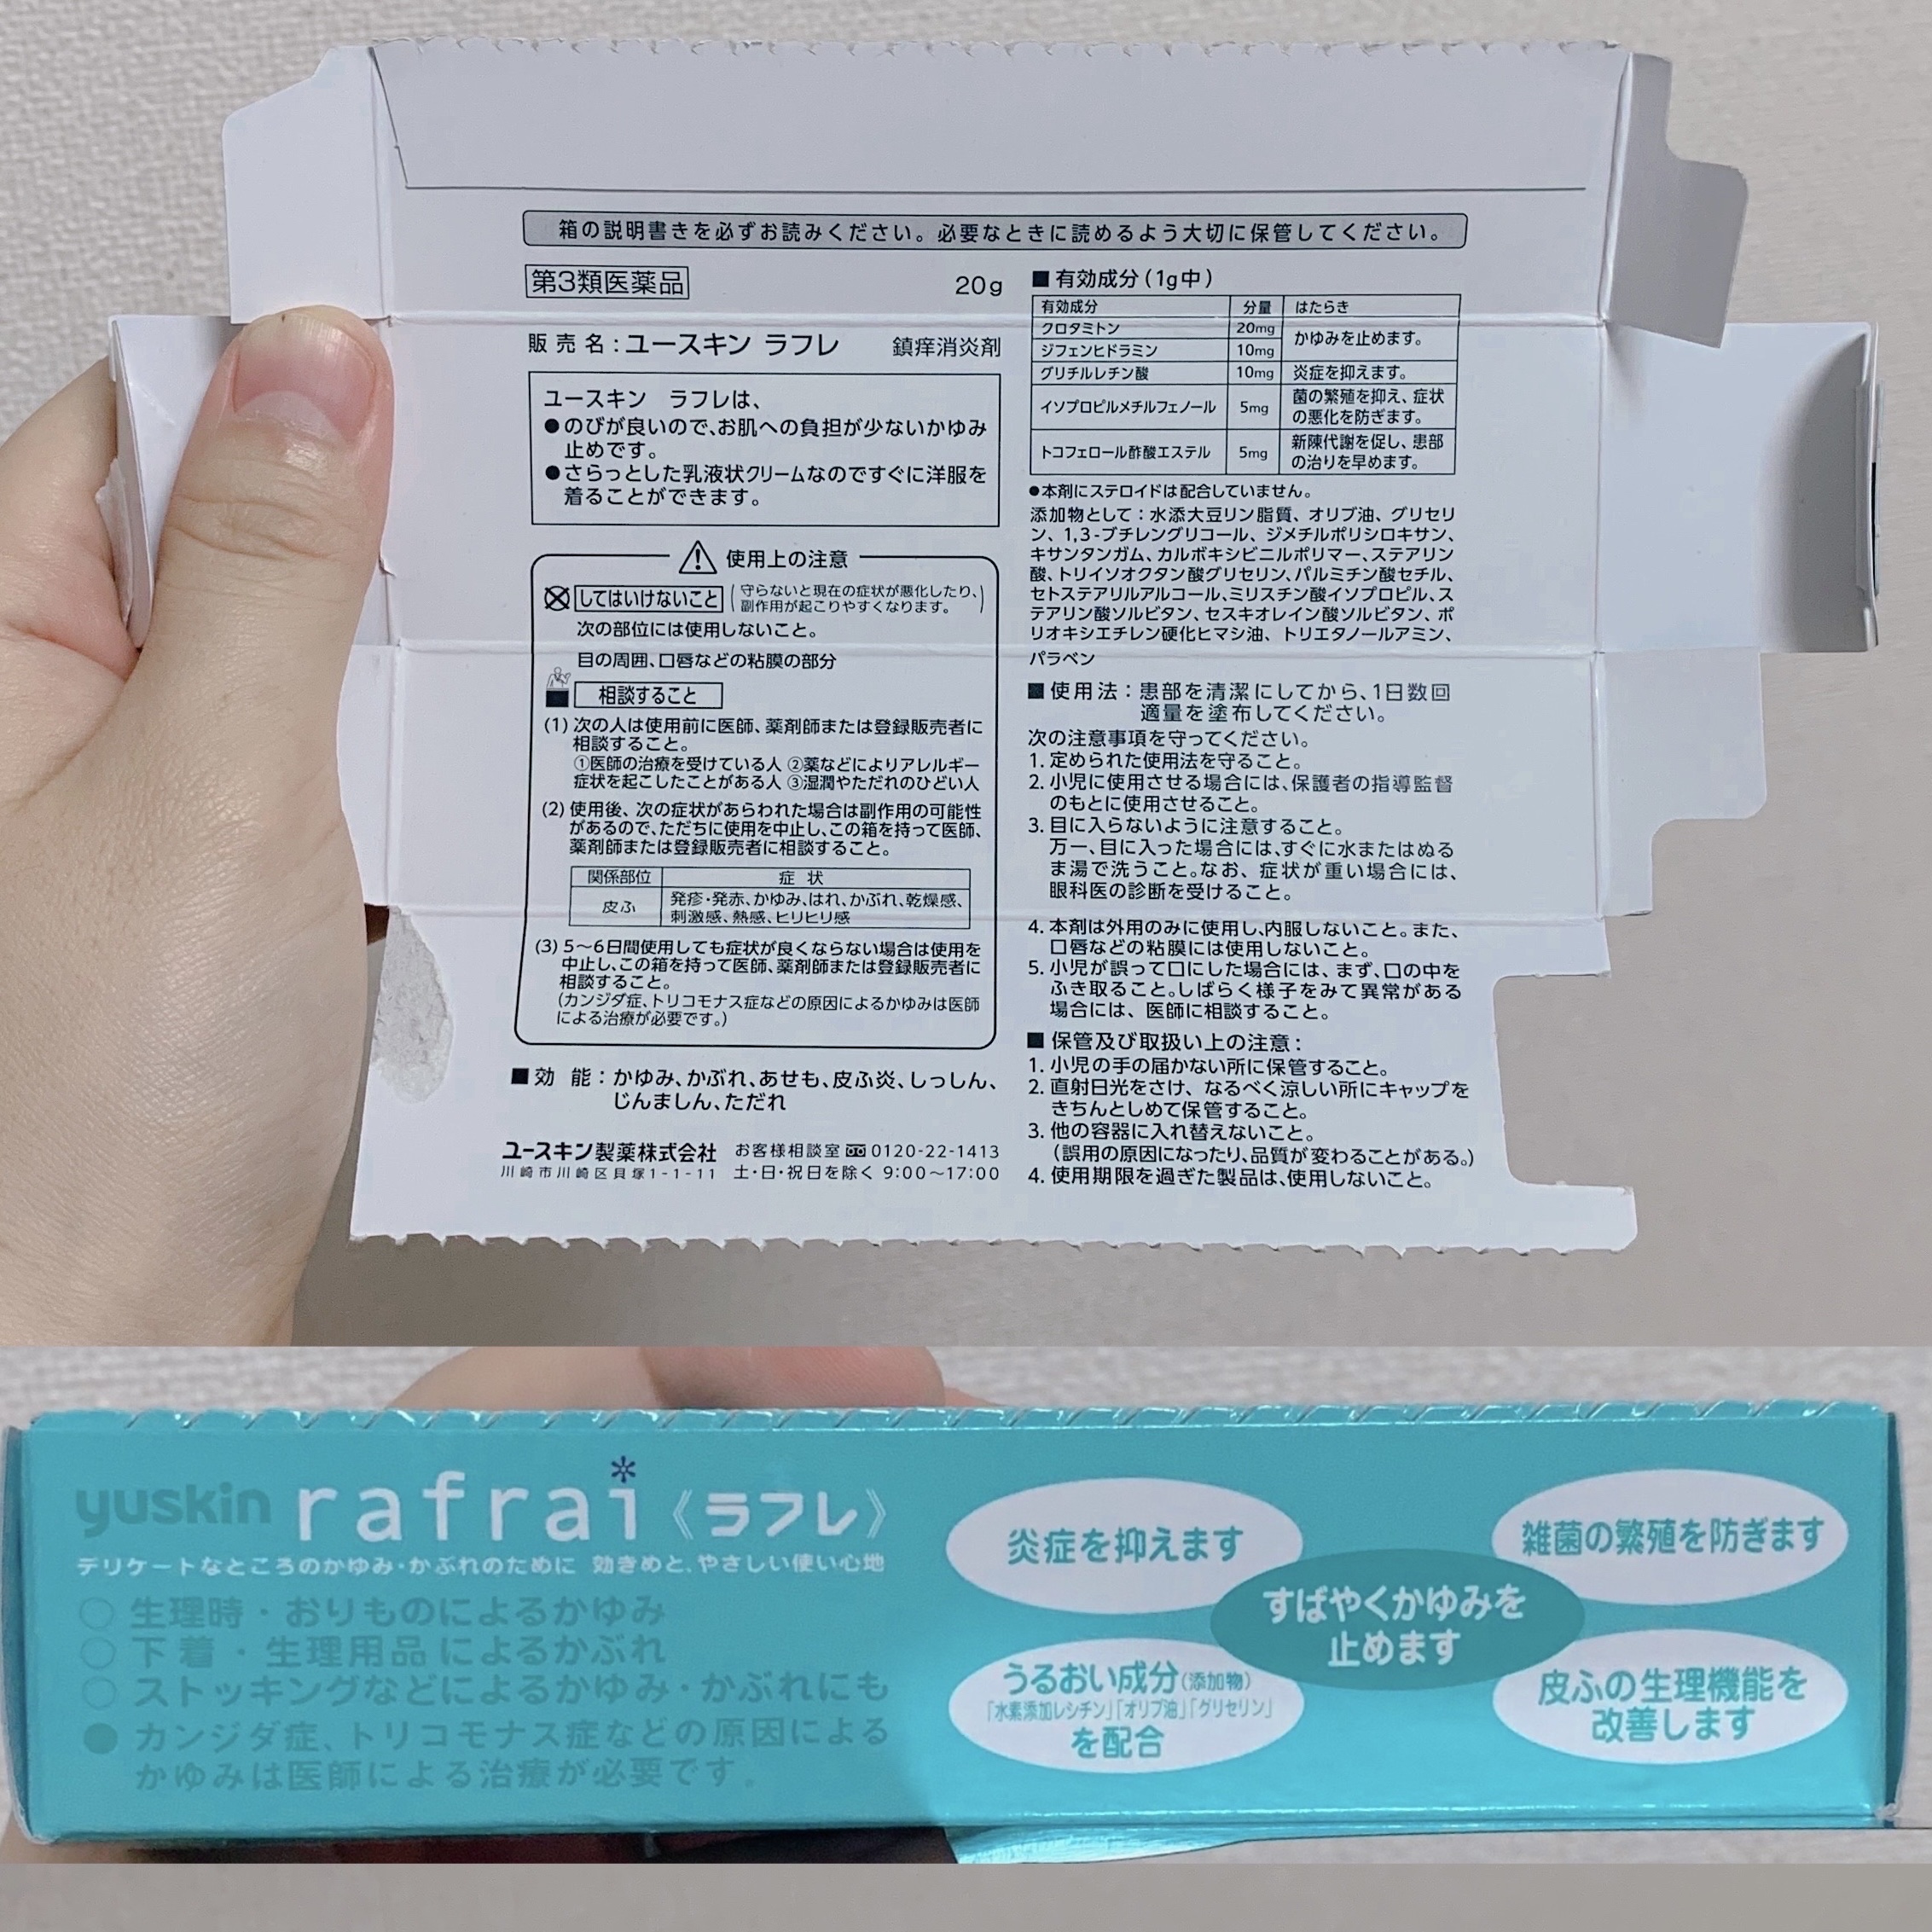 箱の説明書きを必ずお読みください。必要なときに読めるよう大切に保管してください。
第3類医薬品 20g
販売名：ユースキン ラフレ 鎮痒消炎剤
ユースキン ラフレは、
●のびが良いので、お肌への負担が少ないかゆみ
止めです。
●さらっとした乳液状クリームなのですぐに洋服を
着ることができます。
使用上の注意
してはいけないこと (守らないと現在の症状が悪化したり、
副作用が起こりやすくなります。)
次の部位には使用しないこと。
目の周囲、口唇などの粘膜の部分
相談すること
(1) 次の人は使用前に医師、薬剤師または登録販売者に
相談すること。
①医師の治療を受けている人 ②薬などによりアレルギー
症状を起こしたことがある人 ③湿潤やただれのひどい人
(2) 使用後、次の症状があらわれた場合は副作用の可能性
があるので、ただちに使用を中止し、この箱を持って医師、
薬剤師または登録販売者に相談すること。
関係部位 症状
皮ふ 発疹・発赤、かゆみ、はれ、かぶれ、乾燥感、
刺激感、熱感、ヒリヒリ感
(3) 5～6日間使用しても症状が良くならない場合は使用を
中止し、この箱を持って医師、薬剤師または登録販売者に
相談すること。
(カンジダ症、トリコモナス症などの原因によるかゆみは医師
による治療が必要です。)
■効 能：かゆみ、かぶれ、あせも、皮ふ炎、しっしん、
じんましん、ただれ
ユースキン製薬株式会社 お客様相談室 0120-22-1413
川崎市川崎区貝塚1-1-11 土・日・祝日を除く 9:00～17:00
■有効成分(1g中)
有効成分 分量 はたらき
クロタミトン 20mg かゆみを止めます。
ジフェンヒドラミン 10mg
グリチルレチン酸 10mg 炎症を抑えます。
イソプロピルメチルフェノール 5mg 菌の繁殖を抑え、症状
の悪化を防ぎます。
トコフェロール酢酸エステル 5mg 新陳代謝を促し、患部
の治りを早めます。
●本剤にステロイドは配合していません。
添加物として：水添大豆リン脂質、オリブ油、グリセリ
ン、1,3-ブチレングリコール、ジメチルポリシロキサン、
キサンタンガム、カルボキシビニルポリマー、ステアリン
酸、トリイソオクタン酸グリセリン、パルミチン酸セチル、
セトステアリルアルコール、ミリスチン酸イソプロピル、ス
テアリン酸ソルビタン、セスキオレイン酸ソルビタン、ポ
リオキシエチレン硬化ヒマシ油、トリエタノールアミン、
パラベン
■使用法：患部を清潔にしてから、1日数回
適量を塗布してください。
次の注意事項を守ってください。
1. 定められた使用法を守ること。
2. 小児に使用させる場合には、保護者の指導監督
のもとに使用させること。
3. 目に入らないように注意すること。
万一、目に入った場合には、すぐに水またはぬる
ま湯で洗うこと。なお、症状が重い場合には、
眼科医の診断を受けること。
4. 本剤は外用のみに使用し、内服しないこと。また、
口唇などの粘膜には使用しないこと。
5. 小児が誤って口にした場合には、まず、口の中を
ふき取ること。しばらく様子をみて異常がある
場合には、医師に相談すること。
■保管及び取扱い上の注意：
1. 小児の手の届かない所に保管すること。
2. 直射日光をさけ、なるべく涼しい所にキャップを
きちんとしめて保管すること。
3. 他の容器に入れ替えないこと。
(誤用の原因になったり、品質が変わることがある。)
4. 使用期限を過ぎた製品は、使用しないこと。
yuskin rafrai《ラフレ》
デリケートなところのかゆみ・かぶれのために 効きめと、やさしい使い心地
○ 生理時・おりものによるかゆみ
○ 下着・生理用品によるかぶれ
○ ストッキングなどによるかゆみ・かぶれにも
● カンジダ症、トリコモナス症などの原因による
かゆみは医師による治療が必要です。
炎症を抑えます
雑菌の繁殖を防ぎます
すばやくかゆみを
止めます
うるおい成分(添加物)
「水素添加レシチン」「オリブ油」「グリセリン」
を配合
皮ふの生理機能を
改善します